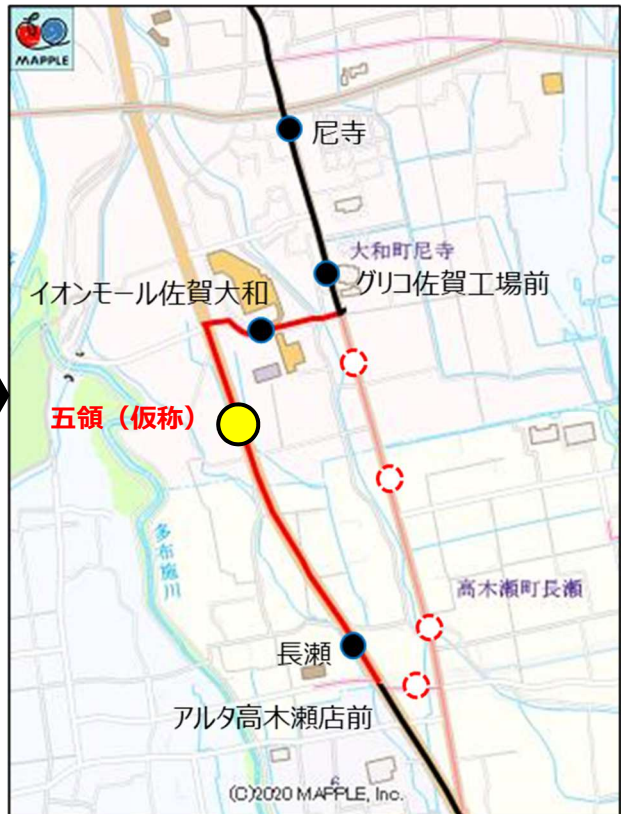 MAPPLE
尼寺
大和町尼寺
グリコ佐賀工場前
イオンモール佐賀大和
五領（仮称）
多布施川
高木瀬町長瀬
長瀬
アルタ高木瀬店前
6
(C)2020 MAPPLE, Inc.